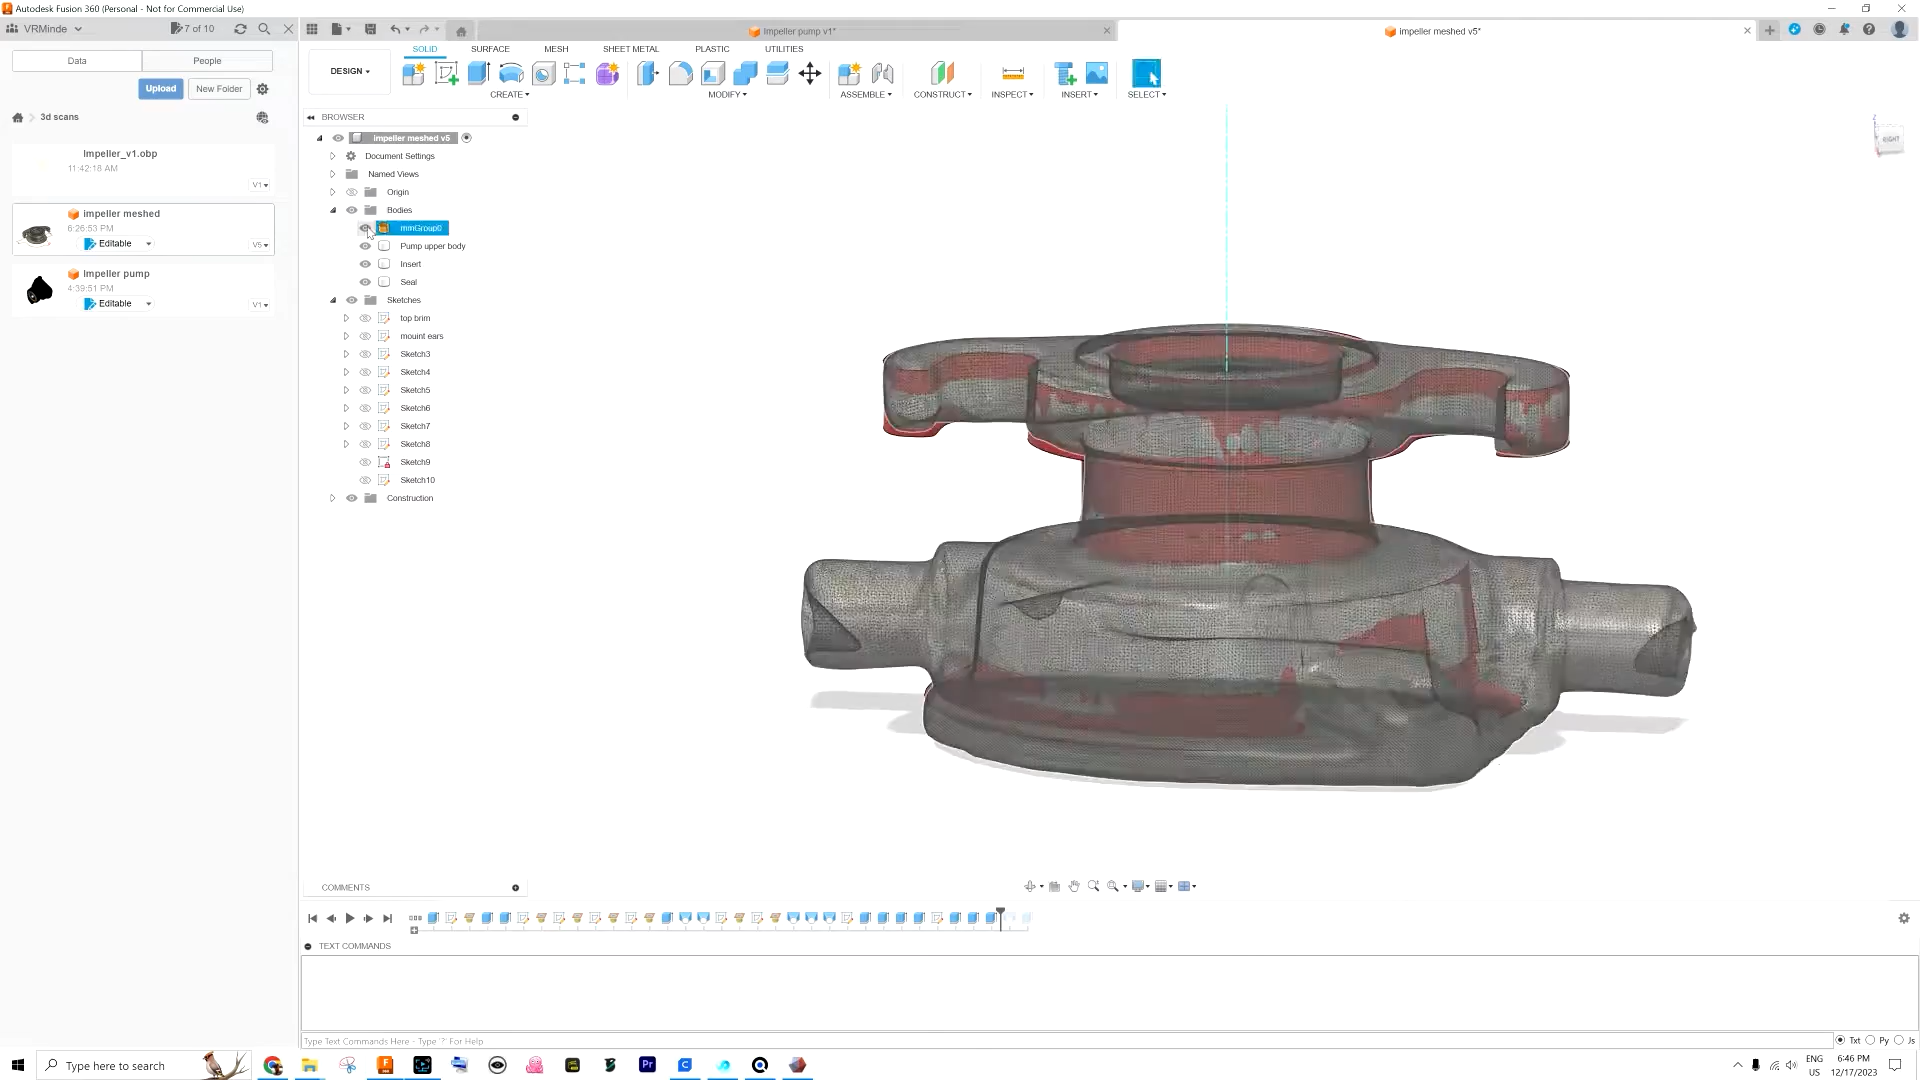 Autodesk Fusion 360 (Personal - Not for Commercial Use)
VRMinde
7 of 10
Impeller pump v1*
impeller meshed v5*
Data
People
Upload
New Folder
3d scans
Impeller_v1.obp
11:42:18 AM
V1
impeller meshed
6:26:53 PM
Editable
V5
Impeller pump
4:39:51 PM
Editable
V1
DESIGN
SOLID
SURFACE
MESH
SHEET METAL
PLASTIC
UTILITIES
CREATE
MODIFY
ASSEMBLE
CONSTRUCT
INSPECT
INSERT
SELECT
BROWSER
impeller meshed v5
Document Settings
Named Views
Origin
Bodies
mmGroup0
Pump upper body
Insert
Seal
Sketches
top brim
mount ears
Sketch3
Sketch4
Sketch5
Sketch6
Sketch7
Sketch8
Sketch9
Sketch10
Construction
RIGHT
COMMENTS
TEXT COMMANDS
Type Text Commands Here - Type '?' For Help
Txt
Py
Js
Type here to search
Pr
ENG
US
6:46 PM
12/17/2023